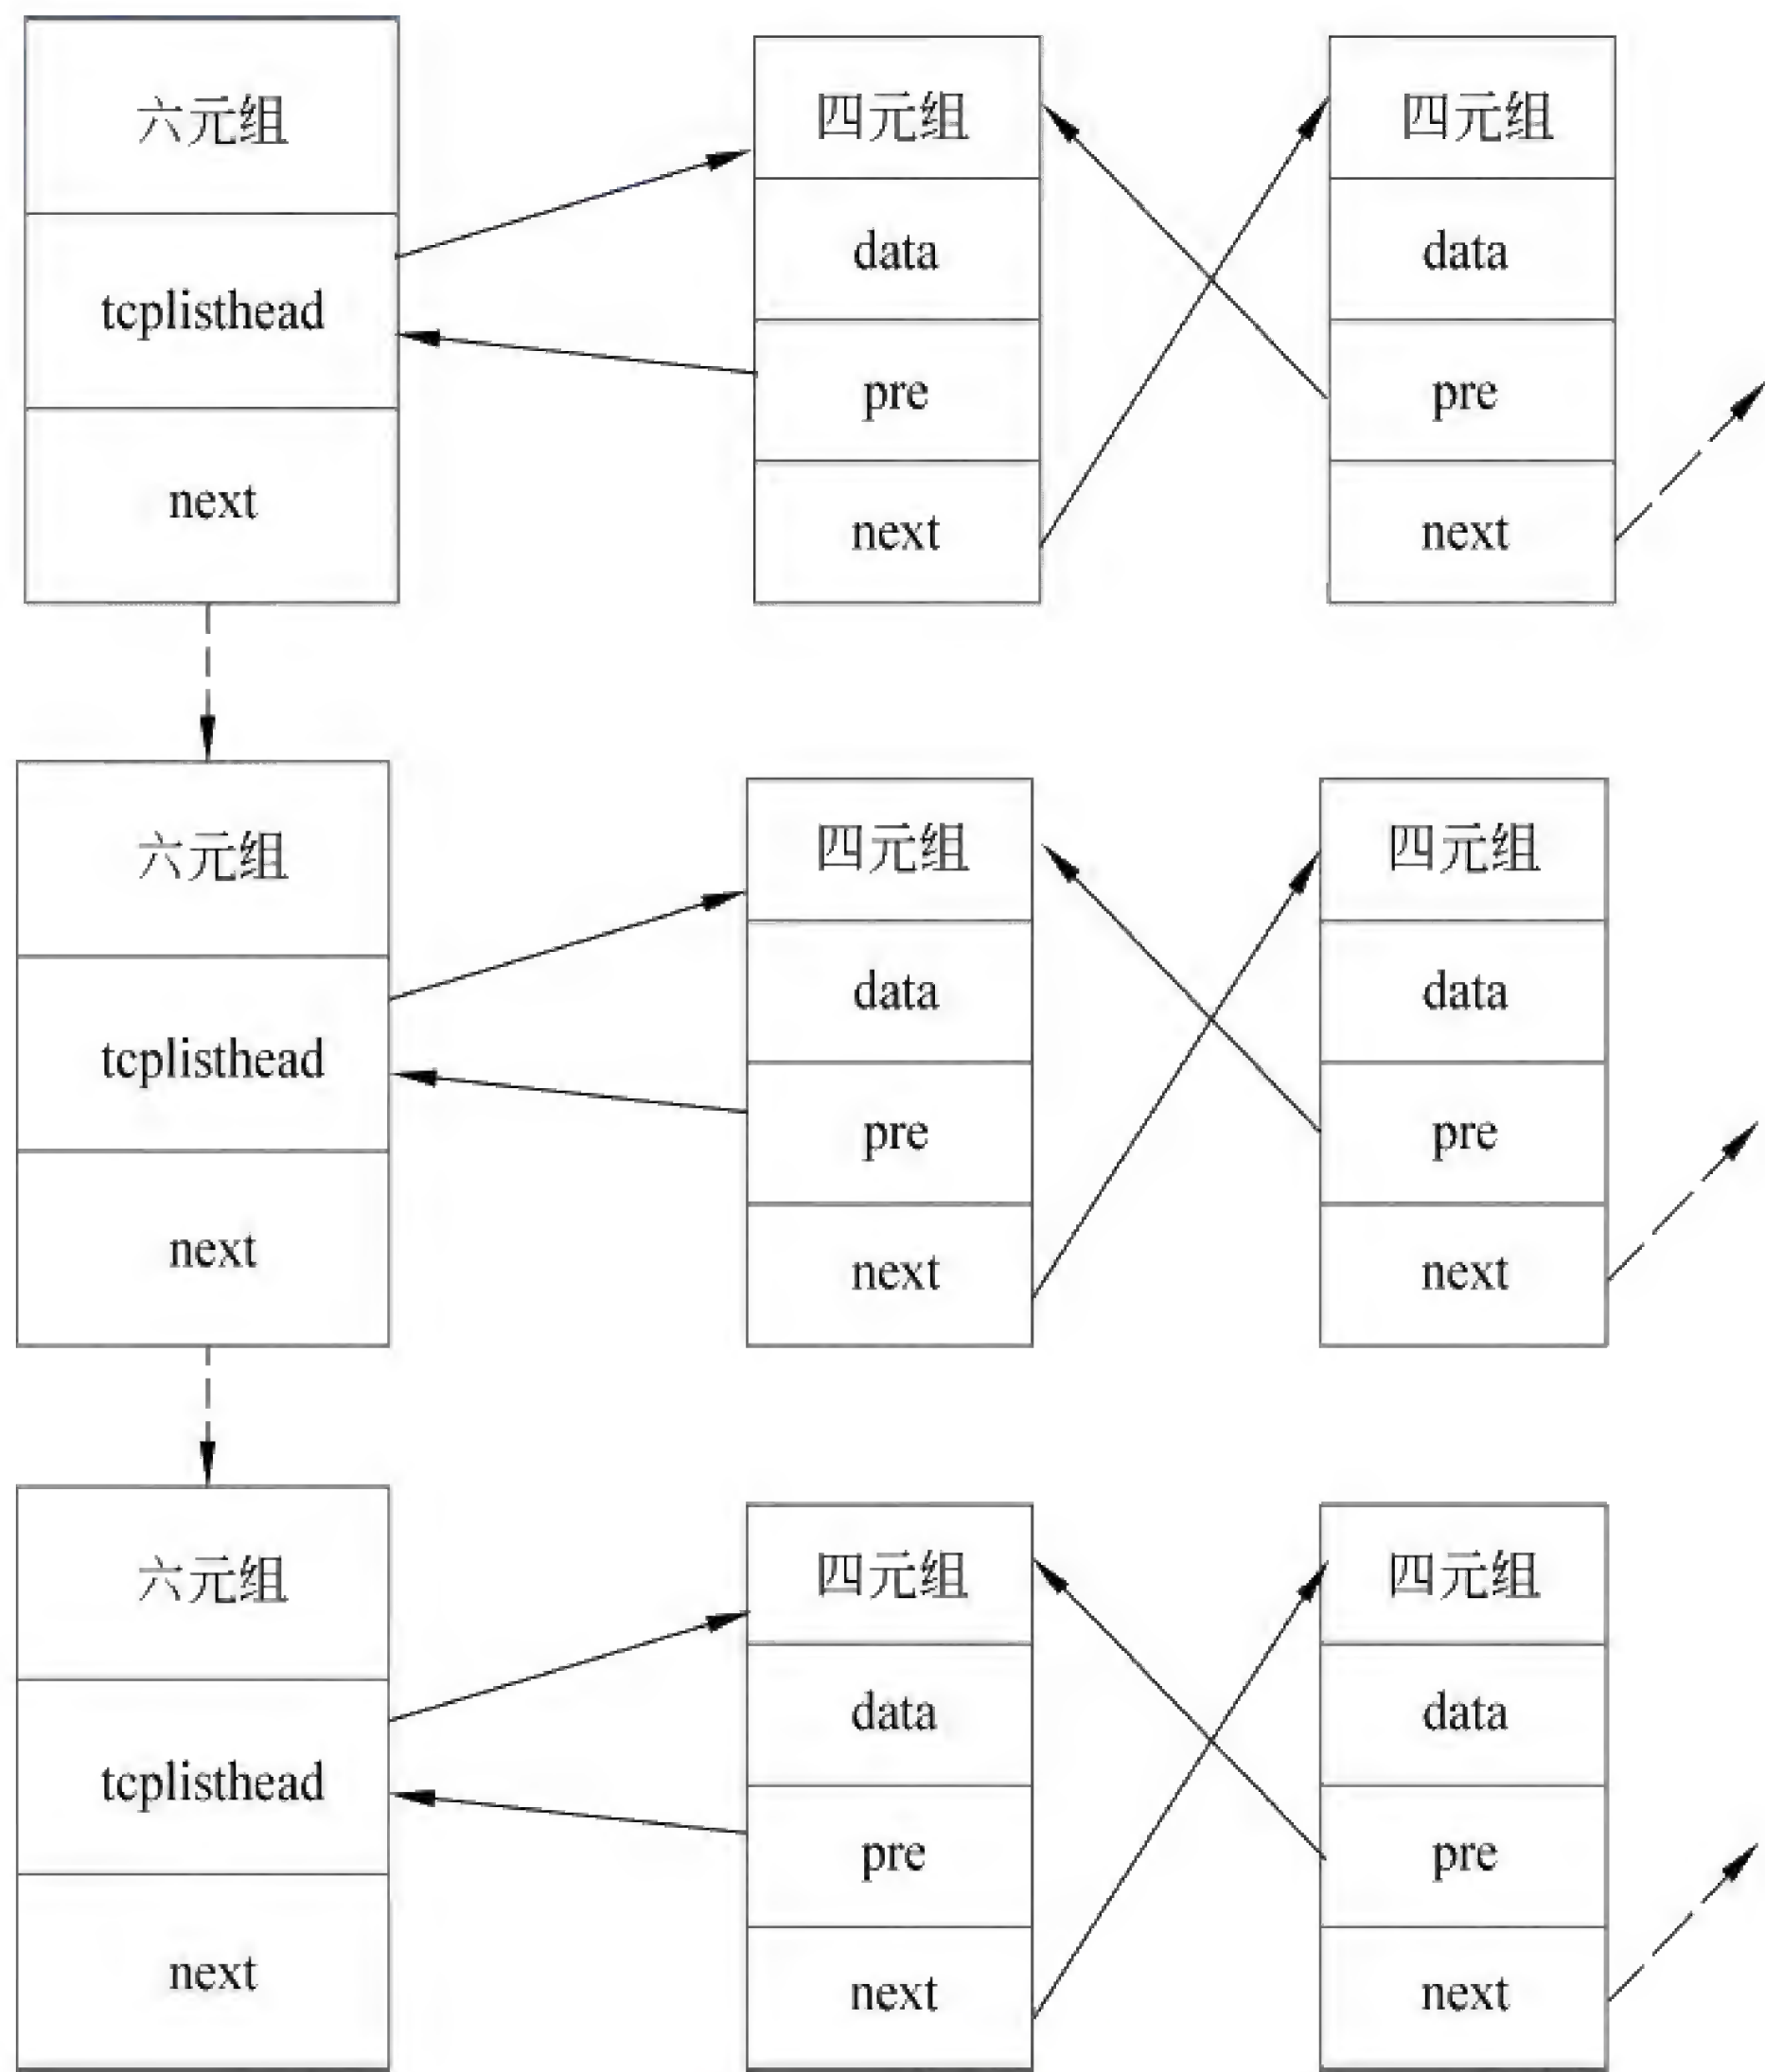 六元组
tcplisthead
next
四元组
data
pre
next
四元组
data
pre
next
六元组
tcplisthead
next
四元组
data
pre
next
四元组
data
pre
next
六元组
tcplisthead
next
四元组
data
pre
next
四元组
data
pre
next